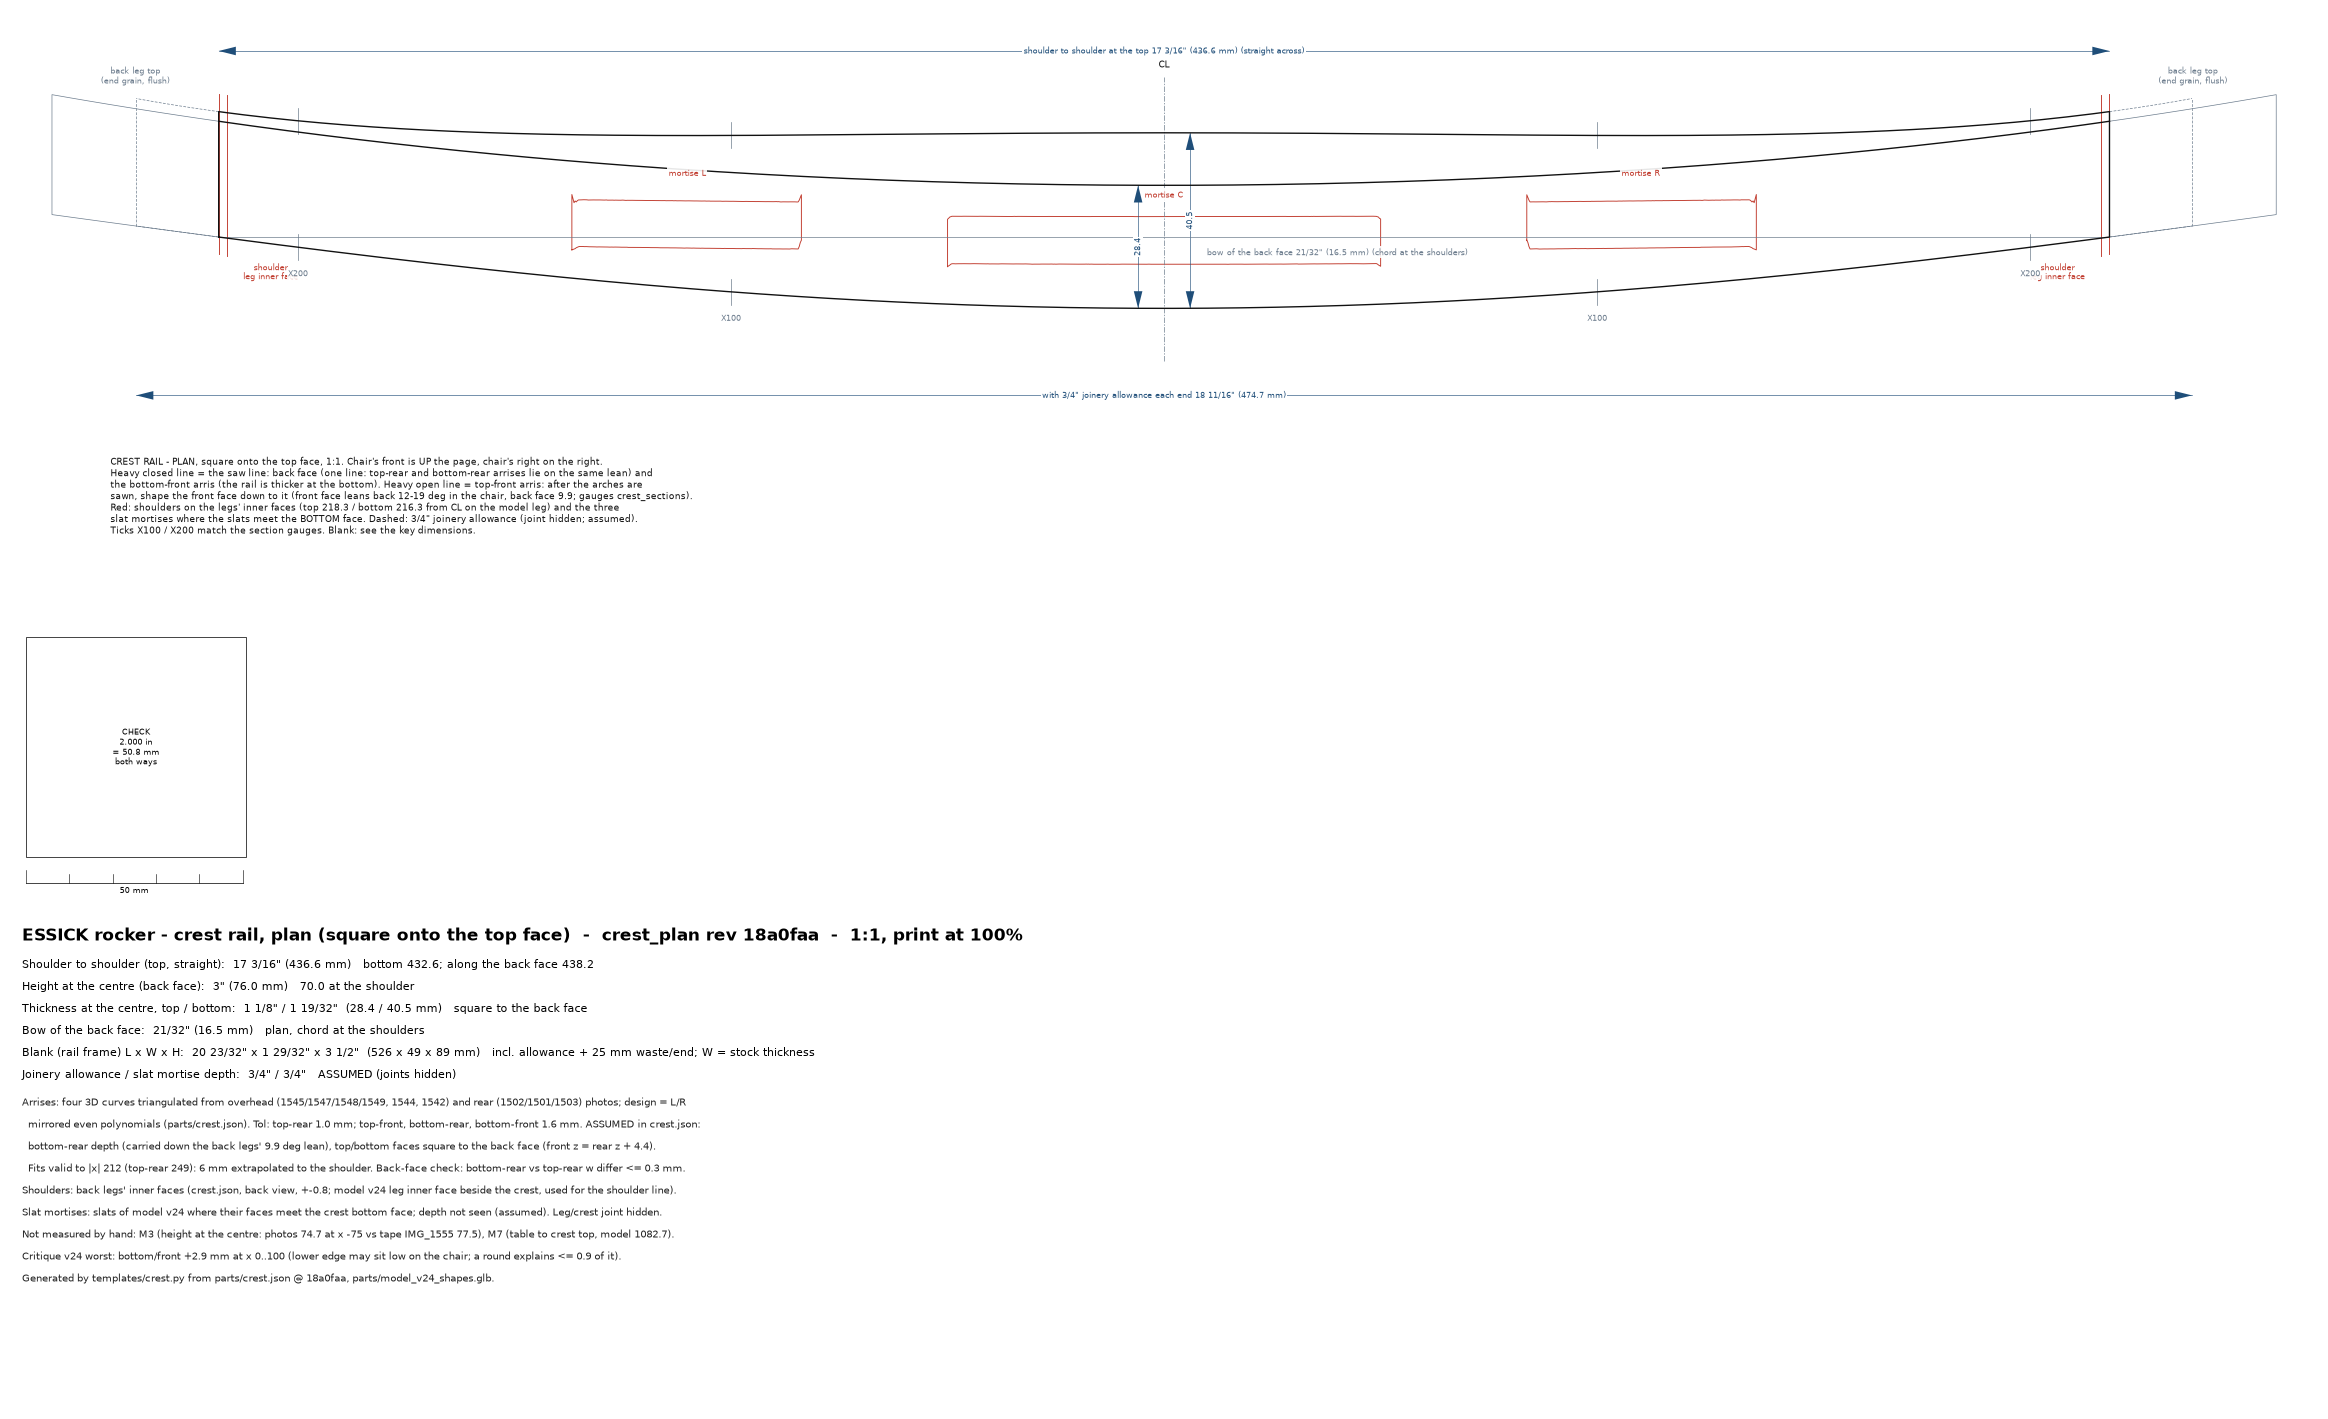 shoulder to shoulder at the top 17 3/16" (436.6 mm) (straight across)
CL
back leg top
(end grain, flush)
back leg top
(end grain, flush)
mortise L
mortise R
mortise C
40.5
28.4
bow of the back face 21/32" (16.5 mm) (chord at the shoulders)
shoulder
leg inner fa
X200
X200
shoulder
inner face
X100
X100
with 3/4" joinery allowance each end 18 11/16" (474.7 mm)
CREST RAIL - PLAN, square onto the top face, 1:1. Chair's front is UP the page, chair's right on the right.
Heavy closed line = the saw line: back face (one line: top-rear and bottom-rear arrises lie on the same lean) and
the bottom-front arris (the rail is thicker at the bottom). Heavy open line = top-front arris: after the arches are
sawn, shape the front face down to it (front face leans back 12-19 deg in the chair, back face 9.9; gauges crest_sections).
Red: shoulders on the legs' inner faces (top 218.3 / bottom 216.3 from CL on the model leg) and the three
slat mortises where the slats meet the BOTTOM face. Dashed: 3/4" joinery allowance (joint hidden; assumed).
Ticks X100 / X200 match the section gauges. Blank: see the key dimensions.
CHECK
2.000 in
= 50.8 mm
both ways
50 mm
ESSICK rocker - crest rail, plan (square onto the top face)  -  crest_plan rev 18a0faa  -  1:1, print at 100%
Shoulder to shoulder (top, straight):  17 3/16" (436.6 mm)   bottom 432.6; along the back face 438.2
Height at the centre (back face):  3" (76.0 mm)   70.0 at the shoulder
Thickness at the centre, top / bottom:  1 1/8" / 1 19/32"  (28.4 / 40.5 mm)   square to the back face
Bow of the back face:  21/32" (16.5 mm)   plan, chord at the shoulders
Blank (rail frame) L x W x H:  20 23/32" x 1 29/32" x 3 1/2"  (526 x 49 x 89 mm)   incl. allowance + 25 mm waste/end; W = stock thickness
Joinery allowance / slat mortise depth:  3/4" / 3/4"   ASSUMED (joints hidden)
Arrises: four 3D curves triangulated from overhead (1545/1547/1548/1549, 1544, 1542) and rear (1502/1501/1503) photos; design = L/R
mirrored even polynomials (parts/crest.json). Tol: top-rear 1.0 mm; top-front, bottom-rear, bottom-front 1.6 mm. ASSUMED in crest.json:
bottom-rear depth (carried down the back legs' 9.9 deg lean), top/bottom faces square to the back face (front z = rear z + 4.4).
Fits valid to |x| 212 (top-rear 249): 6 mm extrapolated to the shoulder. Back-face check: bottom-rear vs top-rear w differ <= 0.3 mm.
Shoulders: back legs' inner faces (crest.json, back view, +-0.8; model v24 leg inner face beside the crest, used for the shoulder line).
Slat mortises: slats of model v24 where their faces meet the crest bottom face; depth not seen (assumed). Leg/crest joint hidden.
Not measured by hand: M3 (height at the centre: photos 74.7 at x -75 vs tape IMG_1555 77.5), M7 (table to crest top, model 1082.7).
Critique v24 worst: bottom/front +2.9 mm at x 0..100 (lower edge may sit low on the chair; a round explains <= 0.9 of it).
Generated by templates/crest.py from parts/crest.json @ 18a0faa, parts/model_v24_shapes.glb.